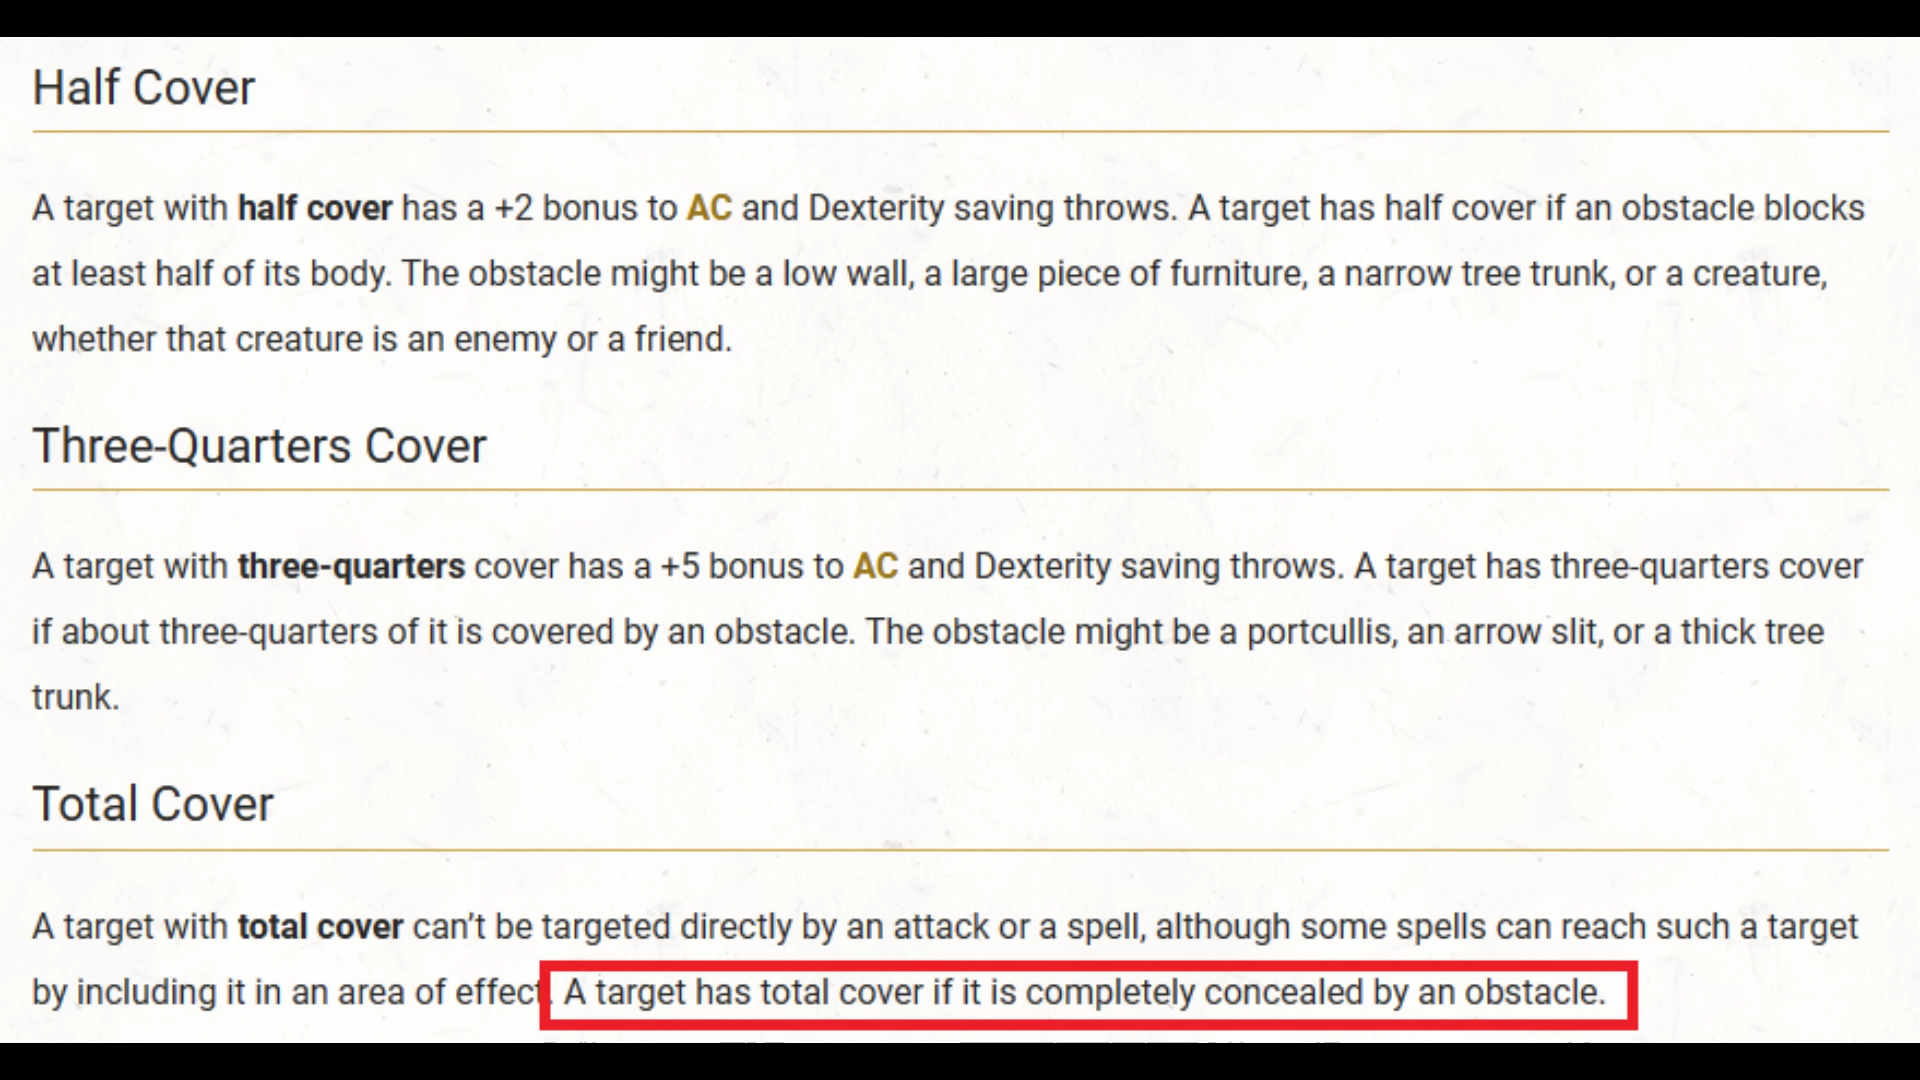 Half Cover
A target with half cover has a +2 bonus to AC and Dexterity saving throws. A target has half cover if an obstacle blocks
at least half of its body. The obstacle might be a low wall, a large piece of furniture, a narrow tree trunk, or a creature,
whether that creature is an enemy or a friend.
Three-Quarters Cover
A target with three-quarters cover has a +5 bonus to AC and Dexterity saving throws. A target has three-quarters cover
if about three-quarters of it is covered by an obstacle. The obstacle might be a portcullis, an arrow slit, or a thick tree
trunk.
Total Cover
A target with total cover can't be targeted directly by an attack or a spell, although some spells can reach such a target
by including it in an area of effect. A target has total cover if it is completely concealed by an obstacle.